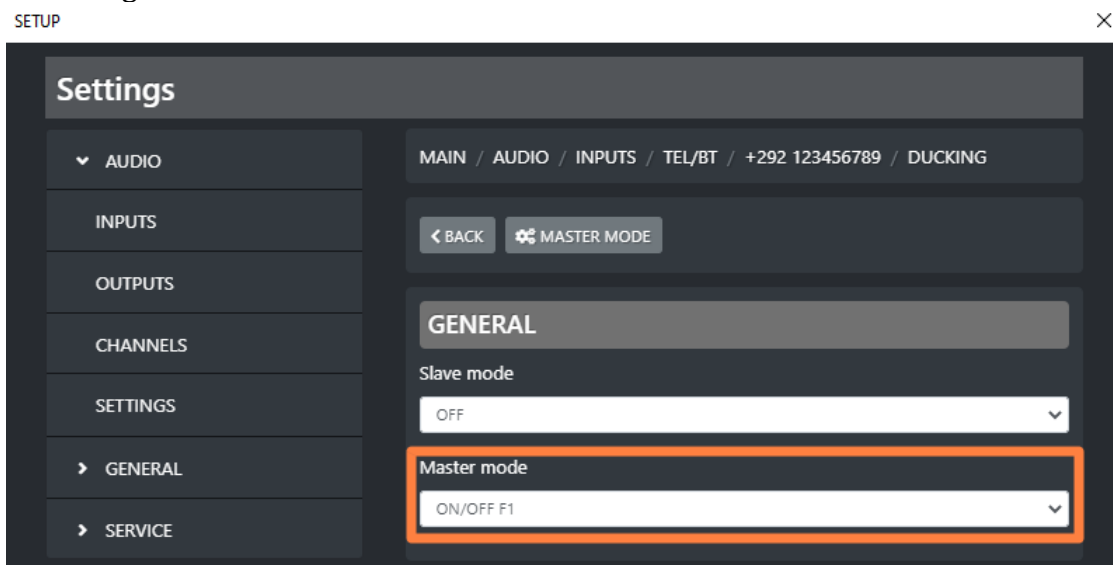 SETUP
Settings
AUDIO
INPUTS
OUTPUTS
CHANNELS
SETTINGS
GENERAL
SERVICE
MAIN / AUDIO / INPUTS / TEL/BT / +292 123456789 / DUCKING
BACK MASTER MODE
GENERAL
Slave mode
OFF
Master mode
ON/OFF F1